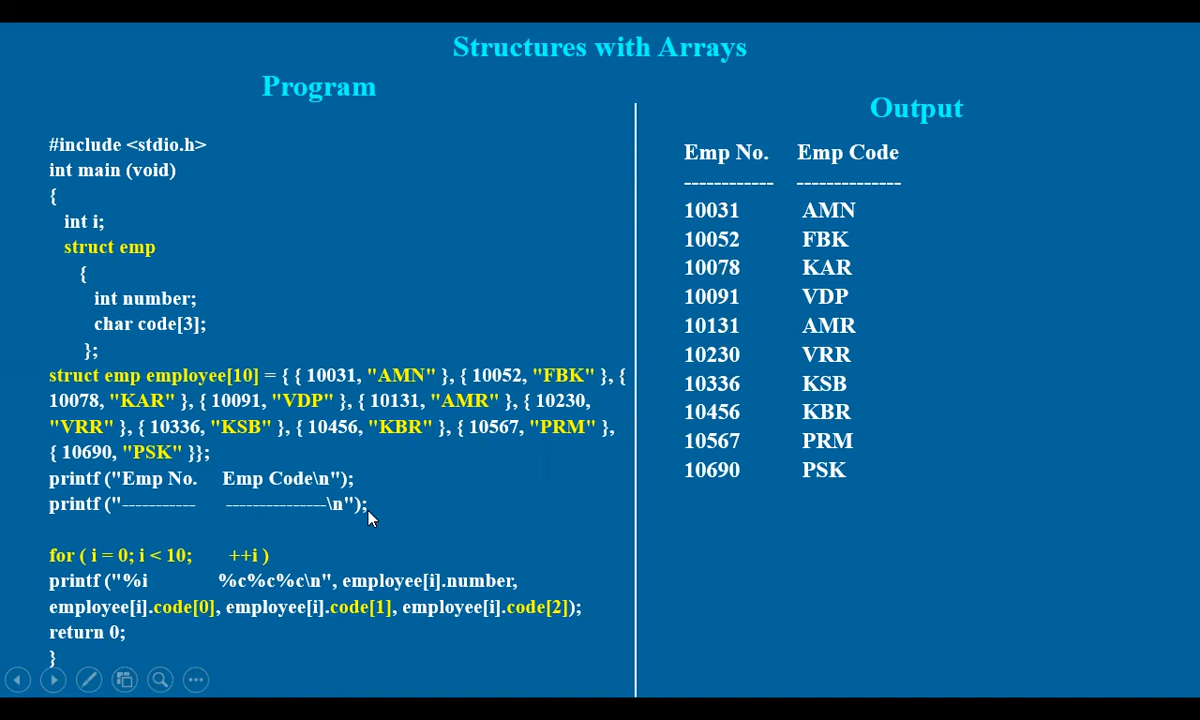 Structures with Arrays
Program
#include <stdio.h>
int main (void)
{
int i;
struct emp
{
int number;
char code[3];
};
struct emp employee[10] = { { 10031, "AMN" }, { 10052, "FBK" }, {
10078, "KAR" }, { 10091, "VDP" }, { 10131, "AMR" }, { 10230,
"VRR" }, { 10336, "KSB" }, { 10456, "KBR" }, { 10567, "PRM" },
{ 10690, "PSK" }};
printf ("Emp No. Emp Code\n");
printf ("----------- ---------------\n");
for ( i = 0; i < 10; ++i )
printf ("%i %c%c%c\n", employee[i].number,
employee[i].code[0], employee[i].code[1], employee[i].code[2]);
return 0;
}
Output
Emp No. Emp Code
------------ --------------
10031 AMN
10052 FBK
10078 KAR
10091 VDP
10131 AMR
10230 VRR
10336 KSB
10456 KBR
10567 PRM
10690 PSK